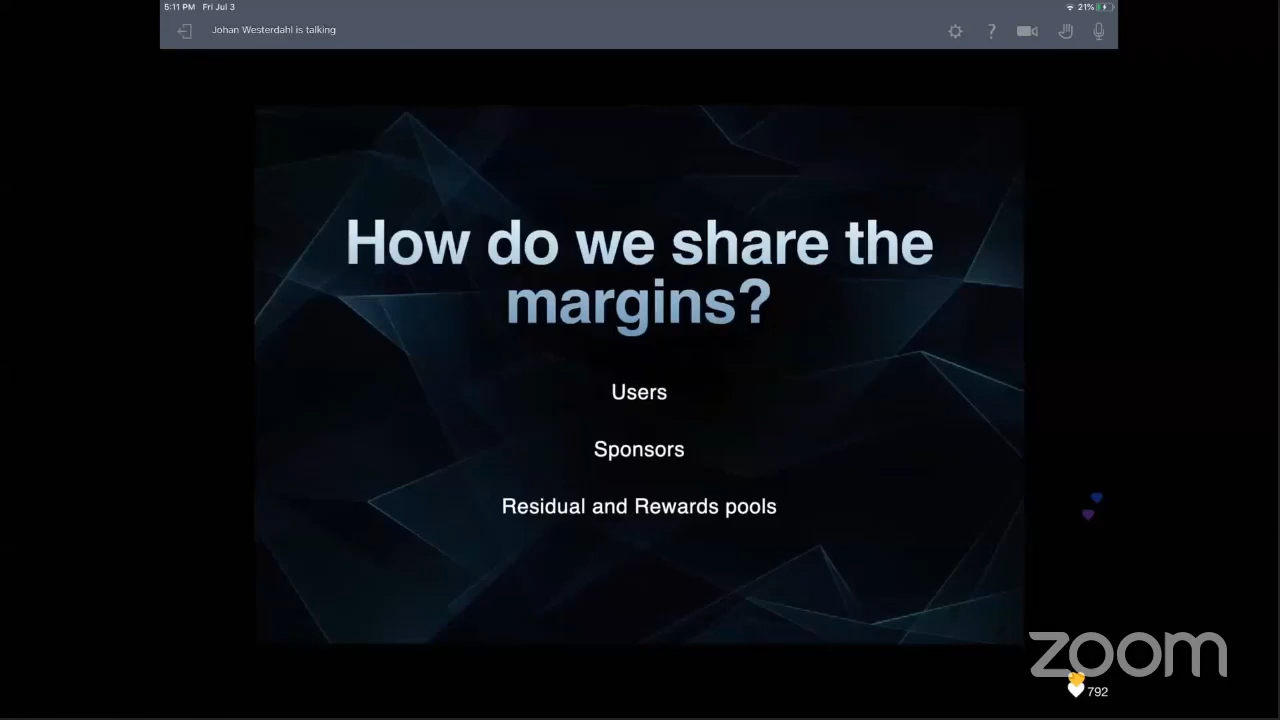 5:11 PM Fri Jul 3
21%
Johan Westerdahl is talking
How do we share the
margins?
Users
Sponsors
Residual and Rewards pools
zoom
792